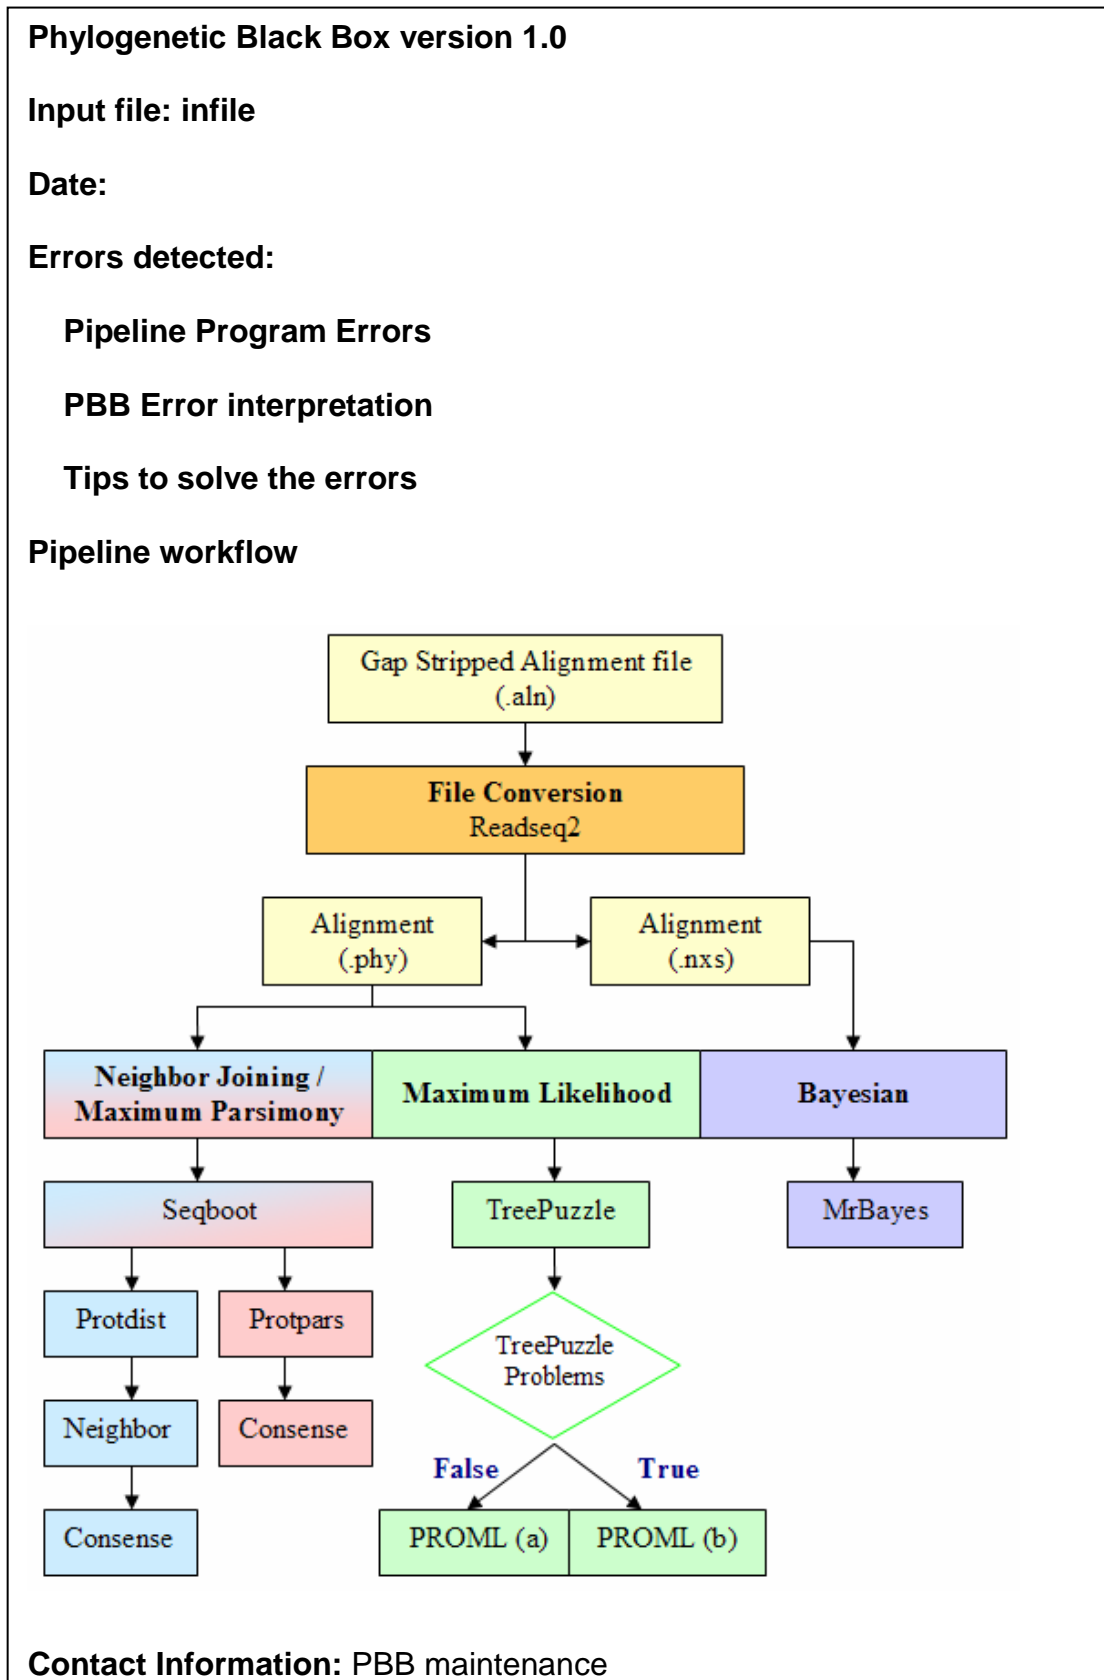 Phylogenetic Black Box version 1.0
Input file: infile
Date:
Errors detected:
Pipeline Program Errors
PBB Error interpretation
Tips to solve the errors
Pipeline workflow
Gap Stripped Alignment file
(.aln)
File Conversion
Readseq2
Alignment
(.phy)
Alignment
(.nxs)
Neighbor Joining /
Maximum Parsimony
Maximum Likelihood
Bayesian
Seqboot
TreePuzzle
MrBayes
Protdist
Protpars
TreePuzzle
Problems
Neighbor
Consense
False
True
Consense
PROML (a)
PROML (b)
Contact Information: PBB maintenance